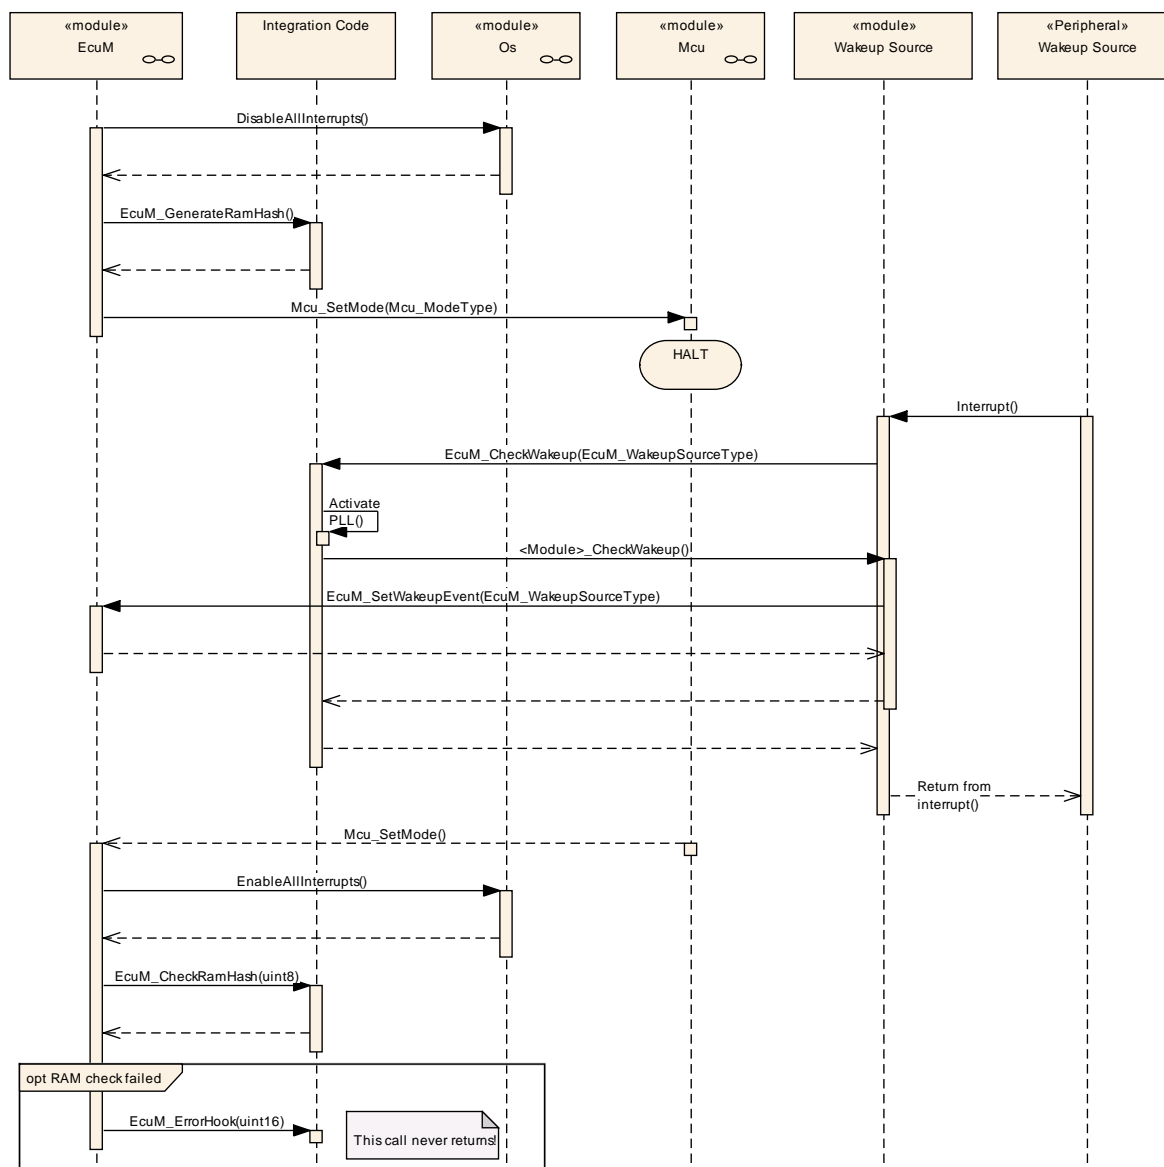 «module»
EcuM
Integration Code
«module»
Os
«module»
Mcu
«module»
Wakeup Source
«Peripheral»
Wakeup Source
DisableAllInterrupts()
EcuM_GenerateRamHash()
Mcu_SetMode(Mcu_ModeType)
HALT
Interrupt()
EcuM_CheckWakeup(EcuM_WakeupSourceType)
Activate
PLL()
<Module>_CheckWakeup()
EcuM_SetWakeupEvent(EcuM_WakeupSourceType)
Return from
interrupt()
Mcu_SetMode()
EnableAllInterrupts()
EcuM_CheckRamHash(uint8)
opt RAM check failed
EcuM_ErrorHook(uint16)
This call never returns!